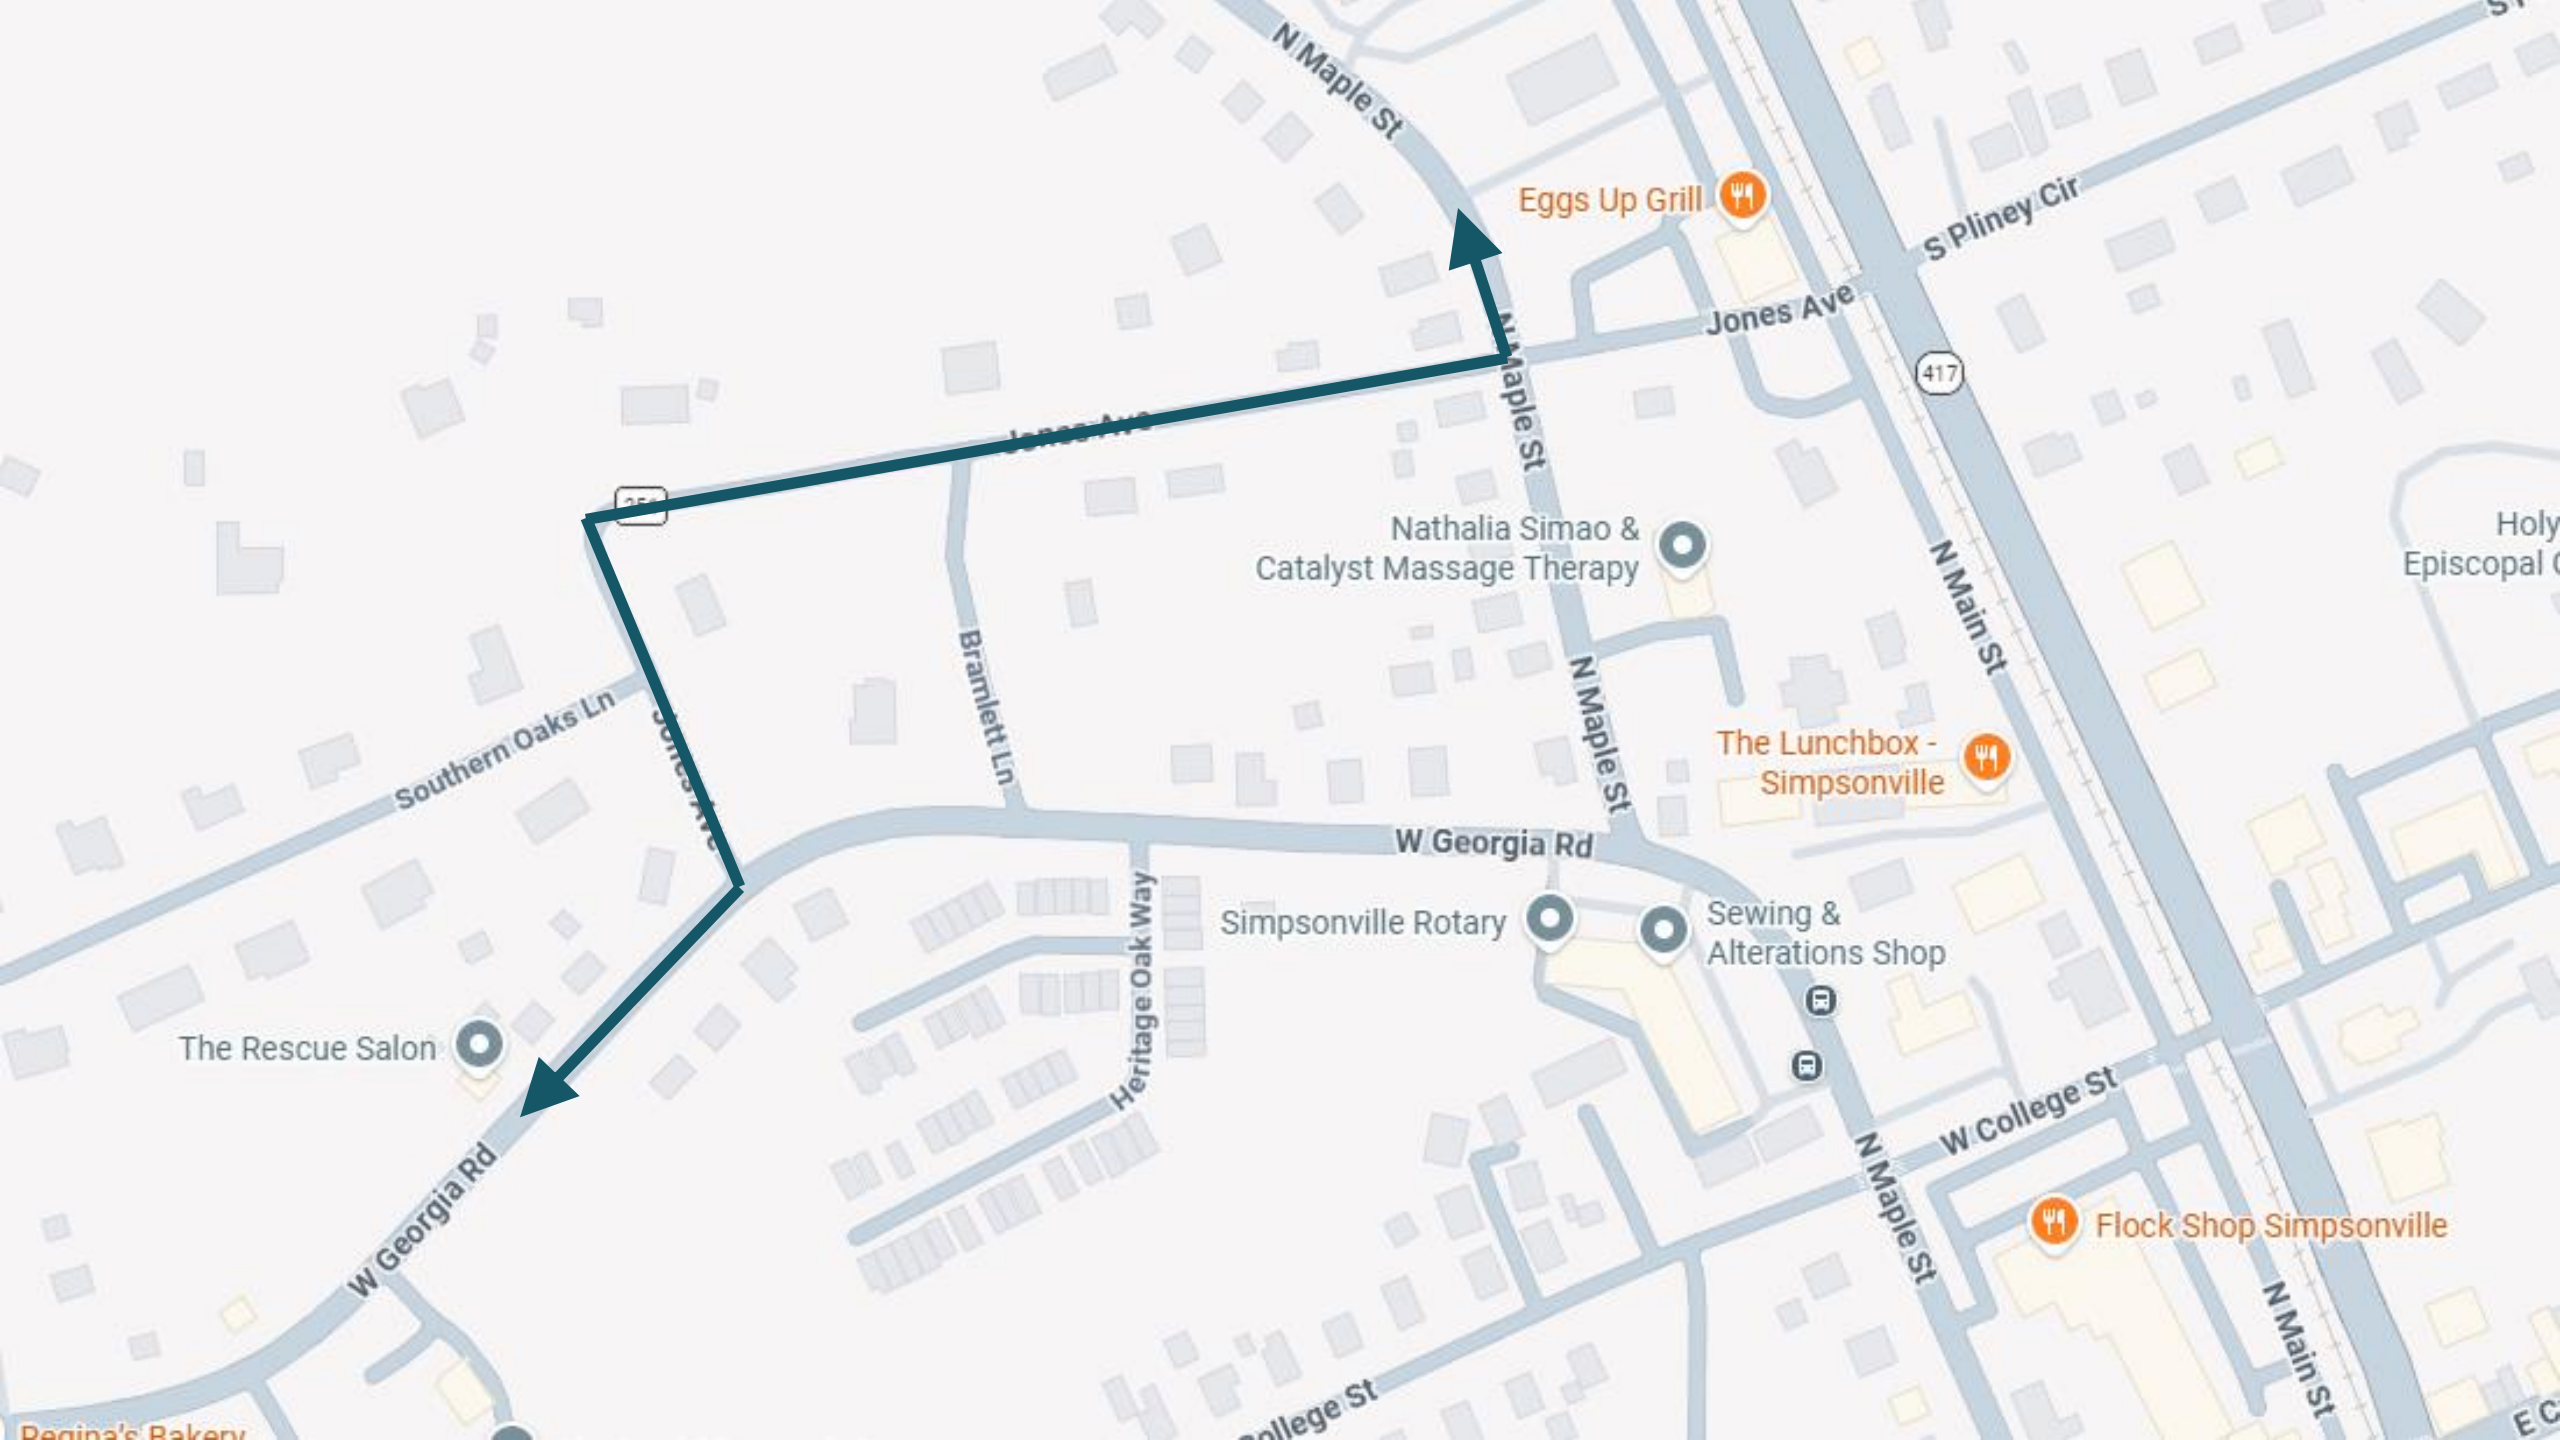 N Maple St
Eggs Up Grill
S Pliney Cir
Jones Ave
417
N Maple St
Jones Ave
Nathalia Simao &
Catalyst Massage Therapy
Holy
Episcopal
N Main St
Bramlett Ln
Southern Oaks Ln
Jones Ave
N Maple St
The Lunchbox -
Simpsonville
W Georgia Rd
Simpsonville Rotary
Sewing &
Alterations Shop
Heritage Oak Way
The Rescue Salon
W College St
N Maple St
W Georgia Rd
Flock Shop Simpsonville
N Main St
College St
Regina's Bakery